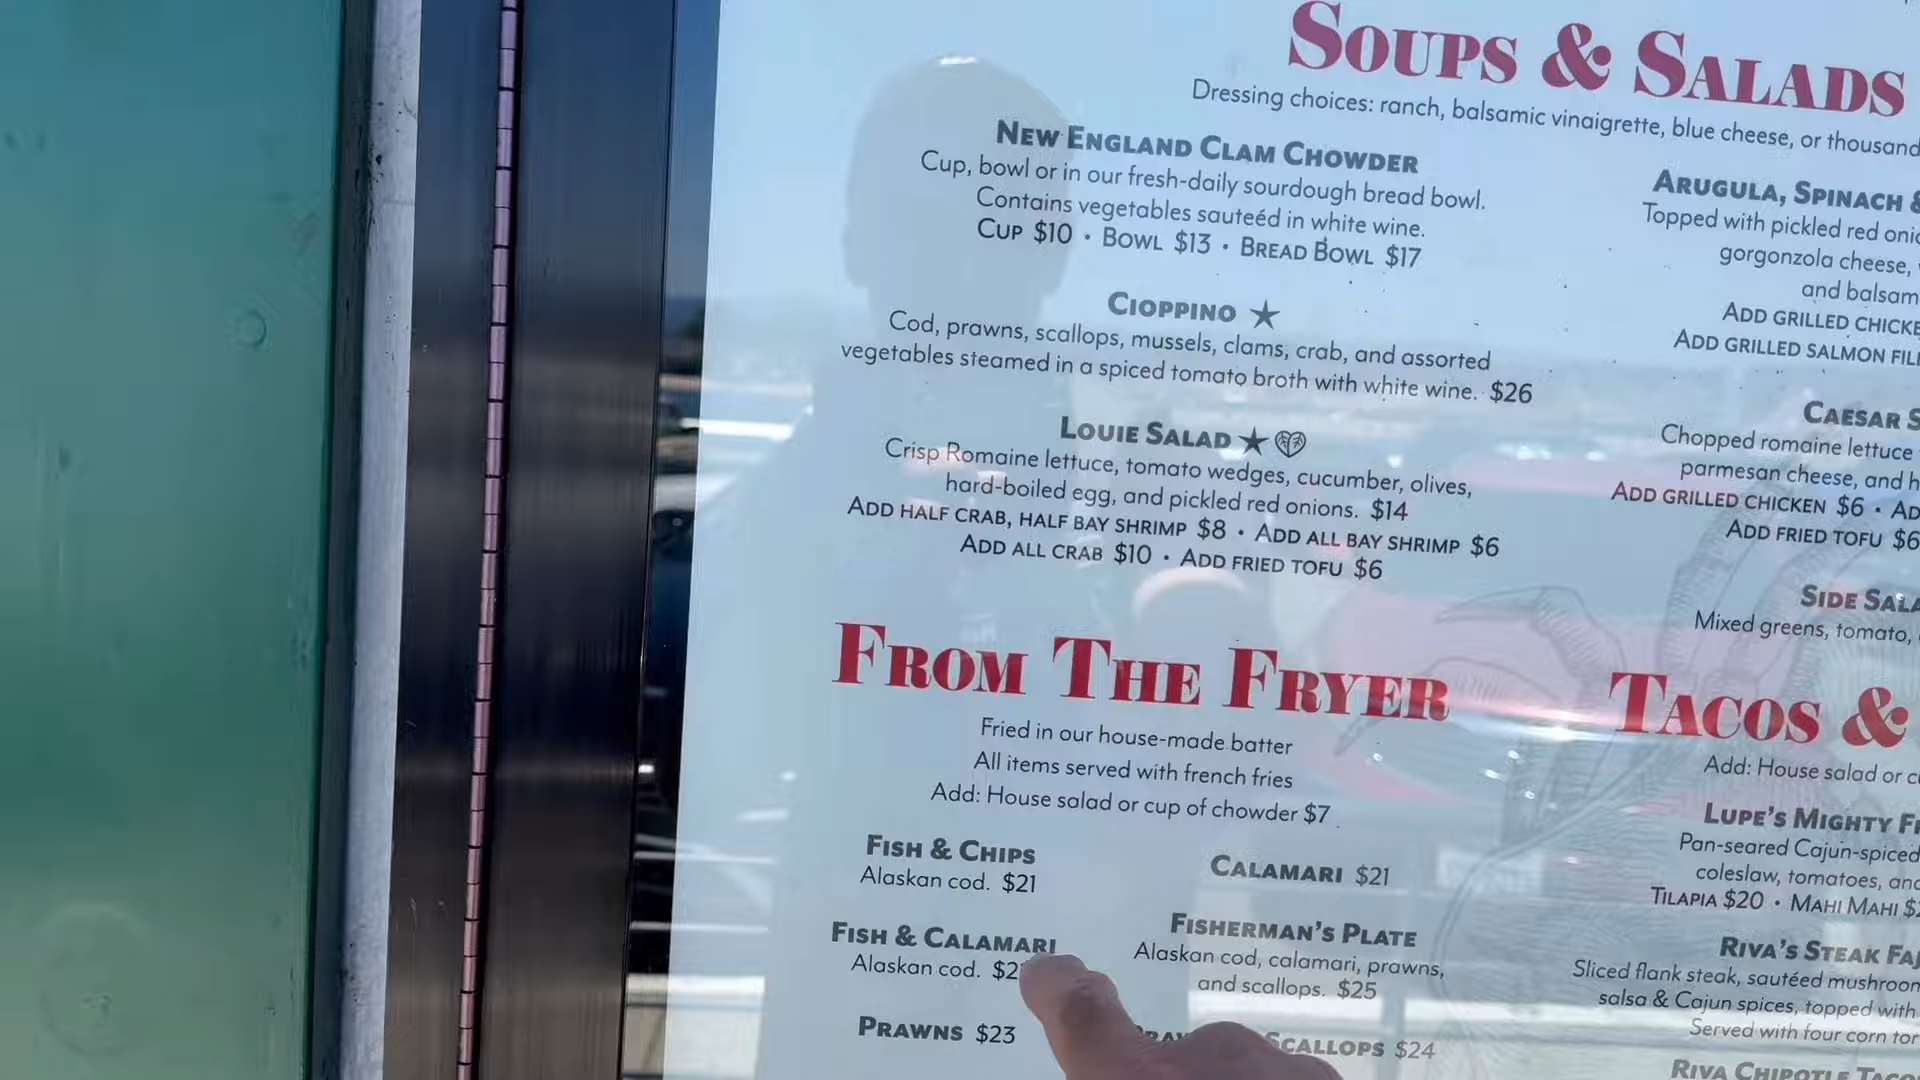 SOUPS & SALADS
Dressing choices: ranch, balsamic vinaigrette, blue cheese, or thousand
NEW ENGLAND CLAM CHOWDER
Cup, bowl or in our fresh-daily sourdough bread bowl.
Contains vegetables sauteéd in white wine.
CUP $10 • BOWL $13 • BREAD BOWL $17
CIOPPINO ★
Cod, prawns, scallops, mussels, clams, crab, and assorted
vegetables steamed in a spiced tomato broth with white wine. $26
LOUIE SALAD ★
Crisp Romaine lettuce, tomato wedges, cucumber, olives,
hard-boiled egg, and pickled red onions. $14
ADD HALF CRAB, HALF BAY SHRIMP $8 • ADD ALL BAY SHRIMP $6
ADD ALL CRAB $10 • ADD FRIED TOFU $6
ARUGULA, SPINACH &
Topped with pickled red
gorgonzola cheese,
and
ADD GRILLED
ADD GRILLED SALMON
CAESAR
Chopped romaine lettuce
parmesan cheese, and
ADD GRILLED CHICKEN $6 •
ADD FRIED TOFU $6
SIDE
Mixed greens, tomato,
FROM THE FRYER
Fried in our house-made batter
All items served with french fries
Add: House salad or cup of chowder $7
FISH & CHIPS
Alaskan cod. $21
CALAMARI $21
FISH & CALAMARI
Alaskan cod.
FISHERMAN'S PLATE
Alaskan cod, calamari, prawns,
and scallops. $25
PRAWNS $23
SCALLOPS $24
TACOS &
Add: House salad or
LUPE'S MIGHTY
Pan-seared Cajun-spiced
coleslaw, tomatoes,
TILAPIA $20 • MAHI MAHI
RIVA'S STEAK
Sliced flank steak, sautéed
salsa & Cajun spices, topped with
Served with four corn
RIVA CHIPOTLE